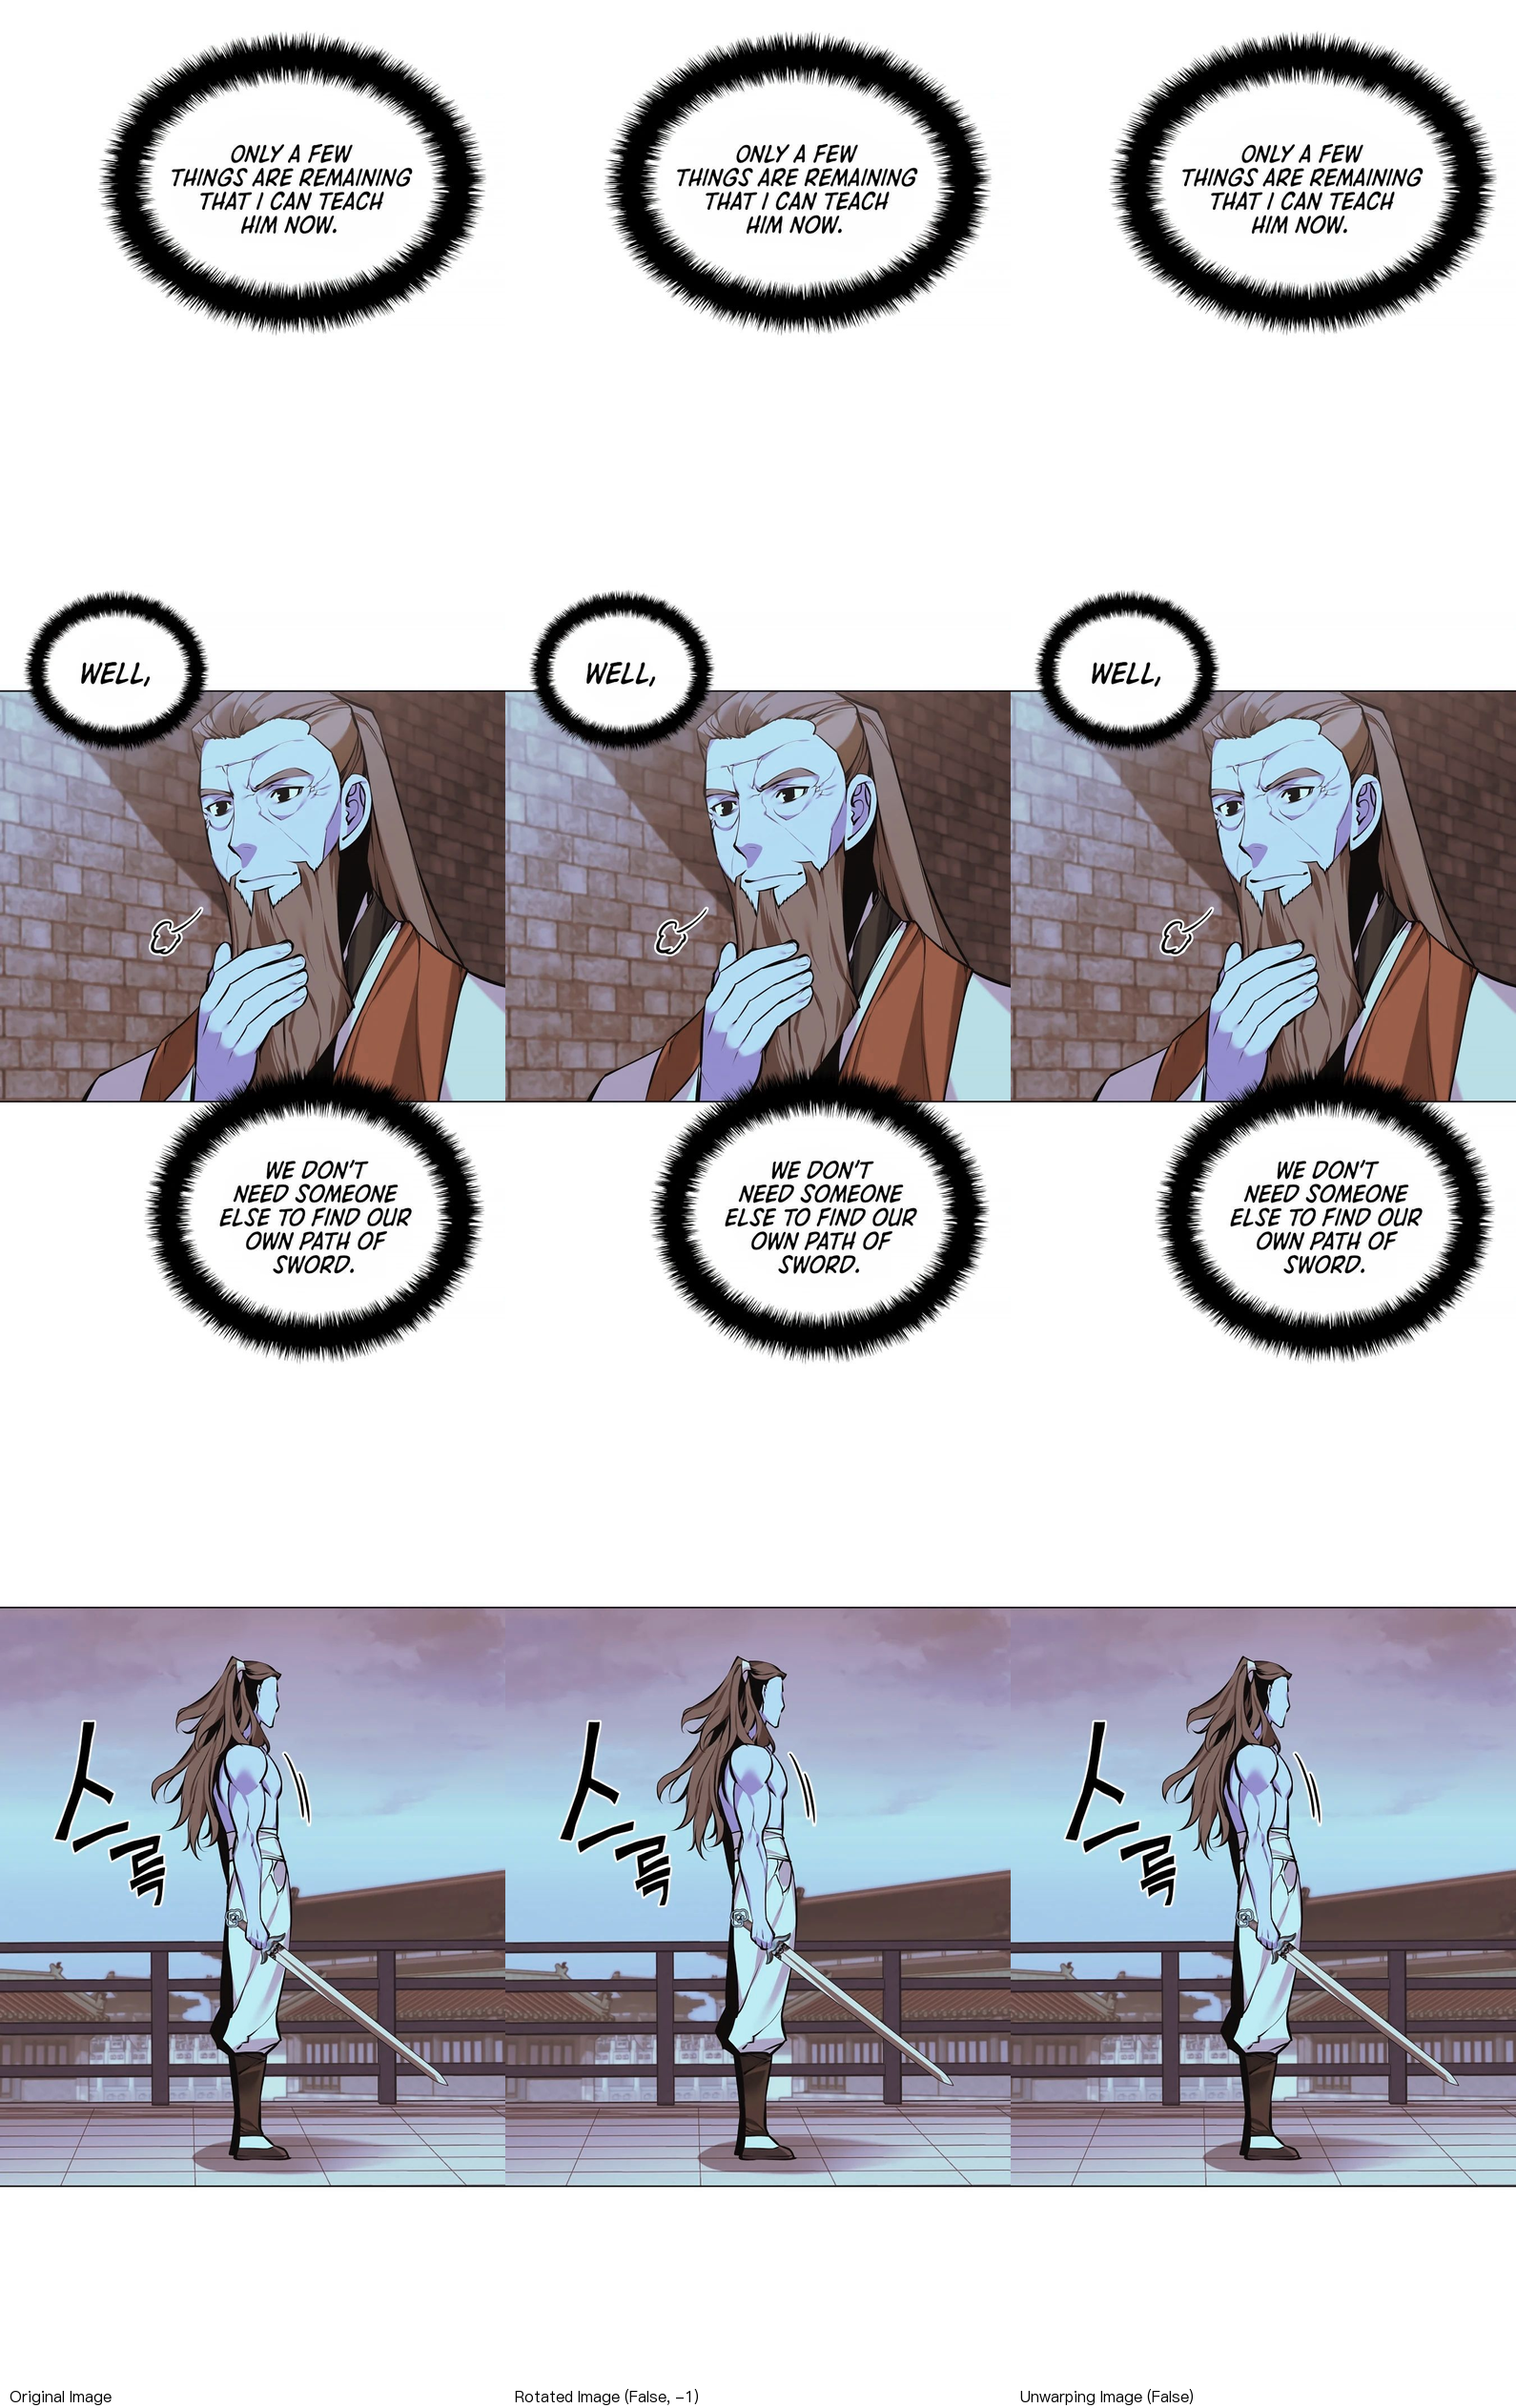 ONLY A FEW
THINGS ARE REMAINING
THAT I CAN TEACH
HIM NOW.
WELL,
WE DON'T
NEED SOMEONE
ELSE TO FIND OUR
OWN PATH OF
SWORD.
스륵
Original Image
ONLY A FEW
THINGS ARE REMAINING
THAT I CAN TEACH
HIM NOW.
WELL,
WE DON'T
NEED SOMEONE
ELSE TO FIND OUR
OWN PATH OF
SWORD.
스륵
Rotated Image (False, -1)
ONLY A FEW
THINGS ARE REMAINING
THAT I CAN TEACH
HIM NOW.
WELL,
WE DON'T
NEED SOMEONE
ELSE TO FIND OUR
OWN PATH OF
SWORD.
스륵
Unwarping Image (False)